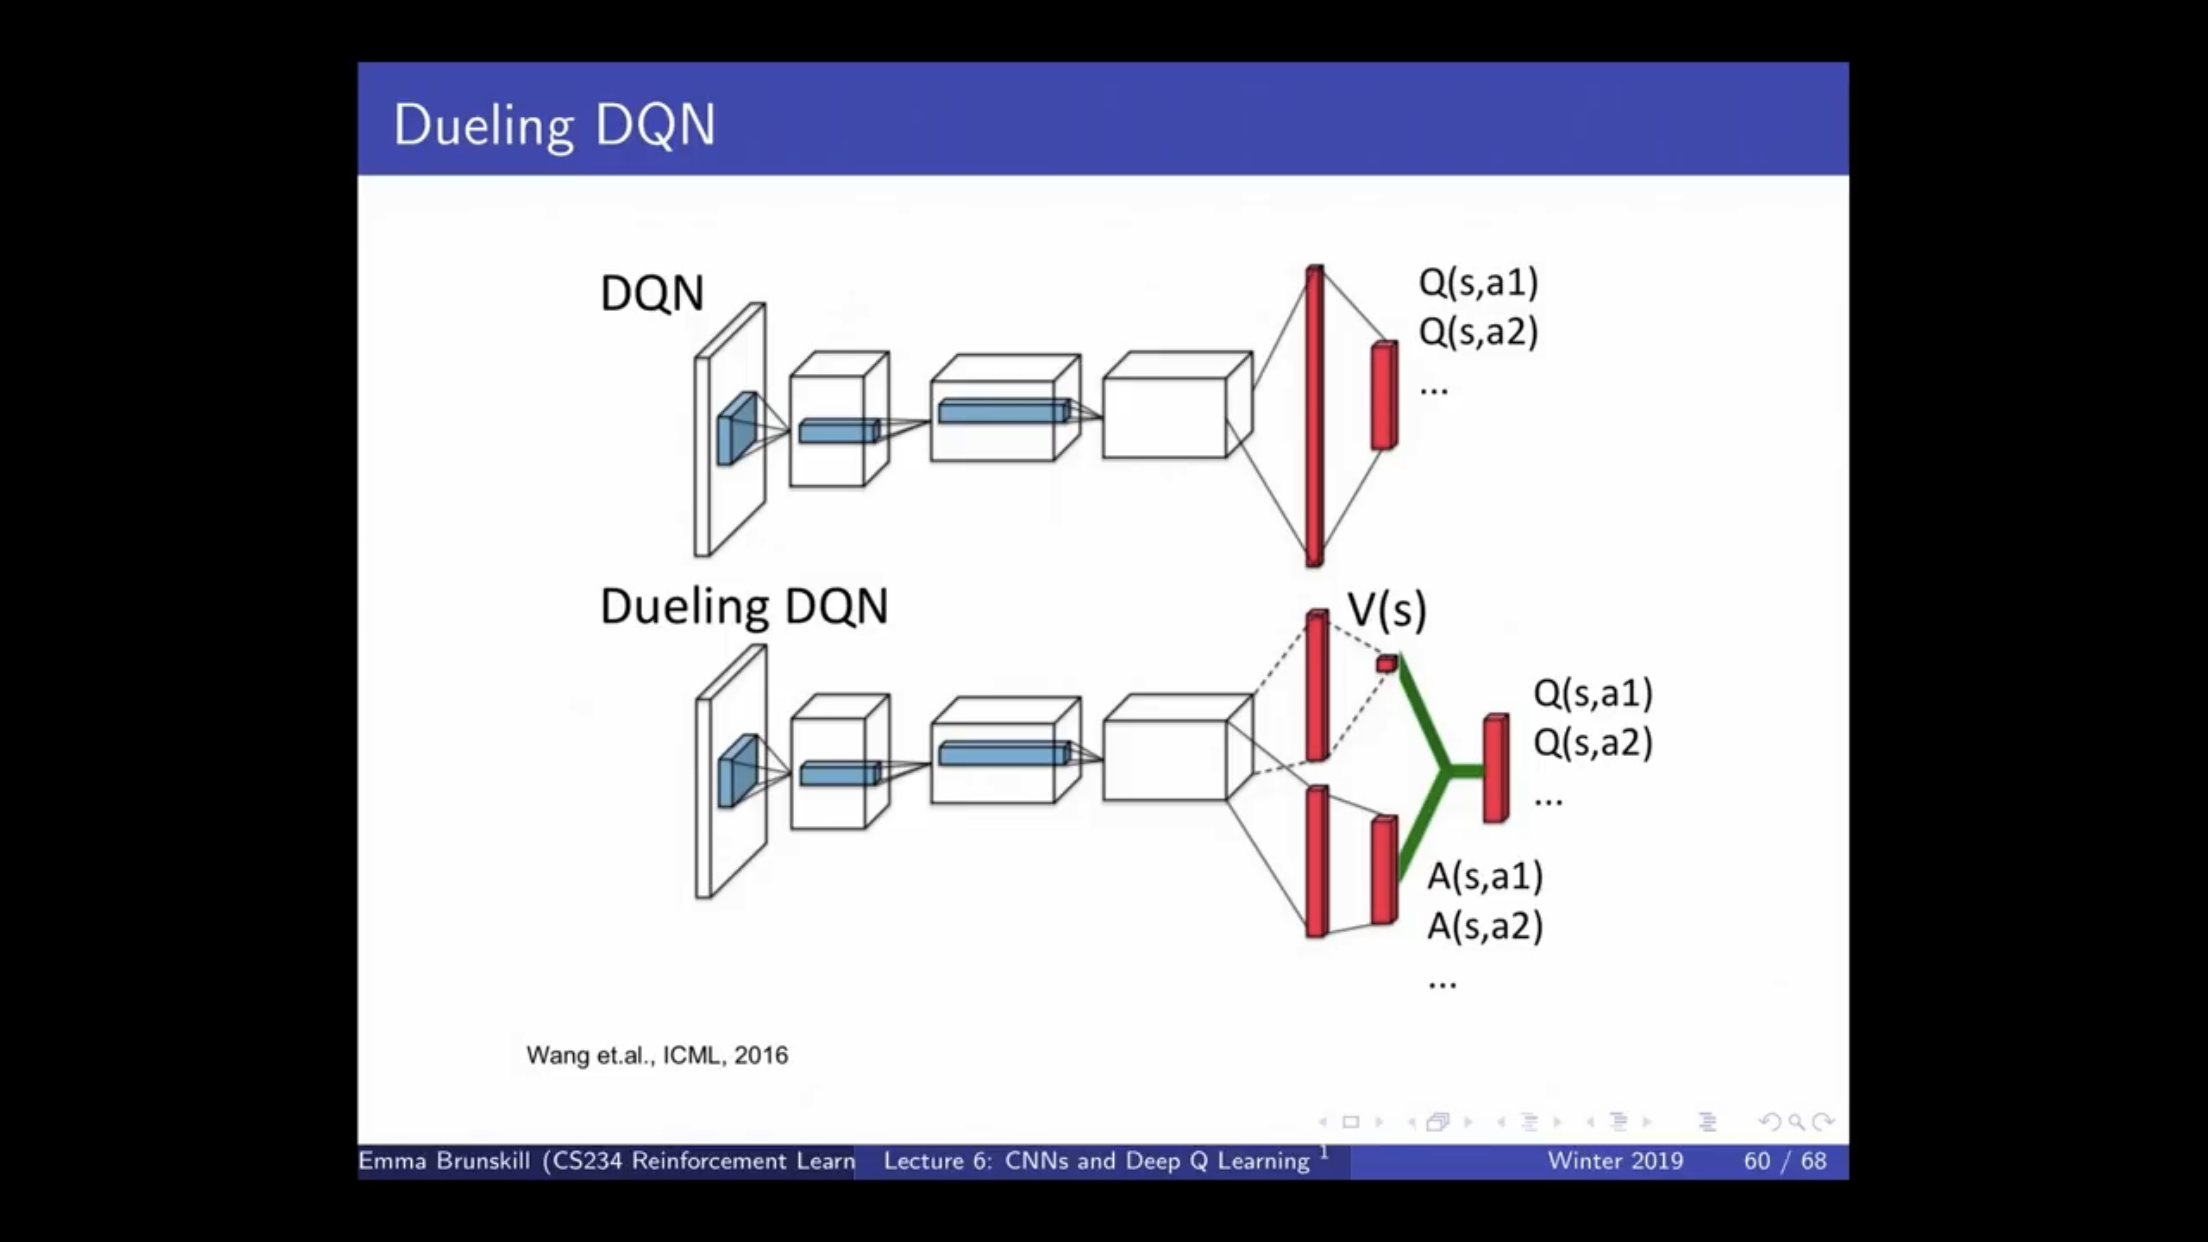 Dueling DQN
DQN
Q(s,a1)
Q(s,a2)
...
Dueling DQN
V(s)
Q(s,a1)
Q(s,a2)
...
A(s,a1)
A(s,a2)
...
Wang et.al., ICML, 2016
Emma Brunskill (CS234 Reinforcement Learn Lecture 6: CNNs and Deep Q Learning 1 Winter 2019 60 / 68